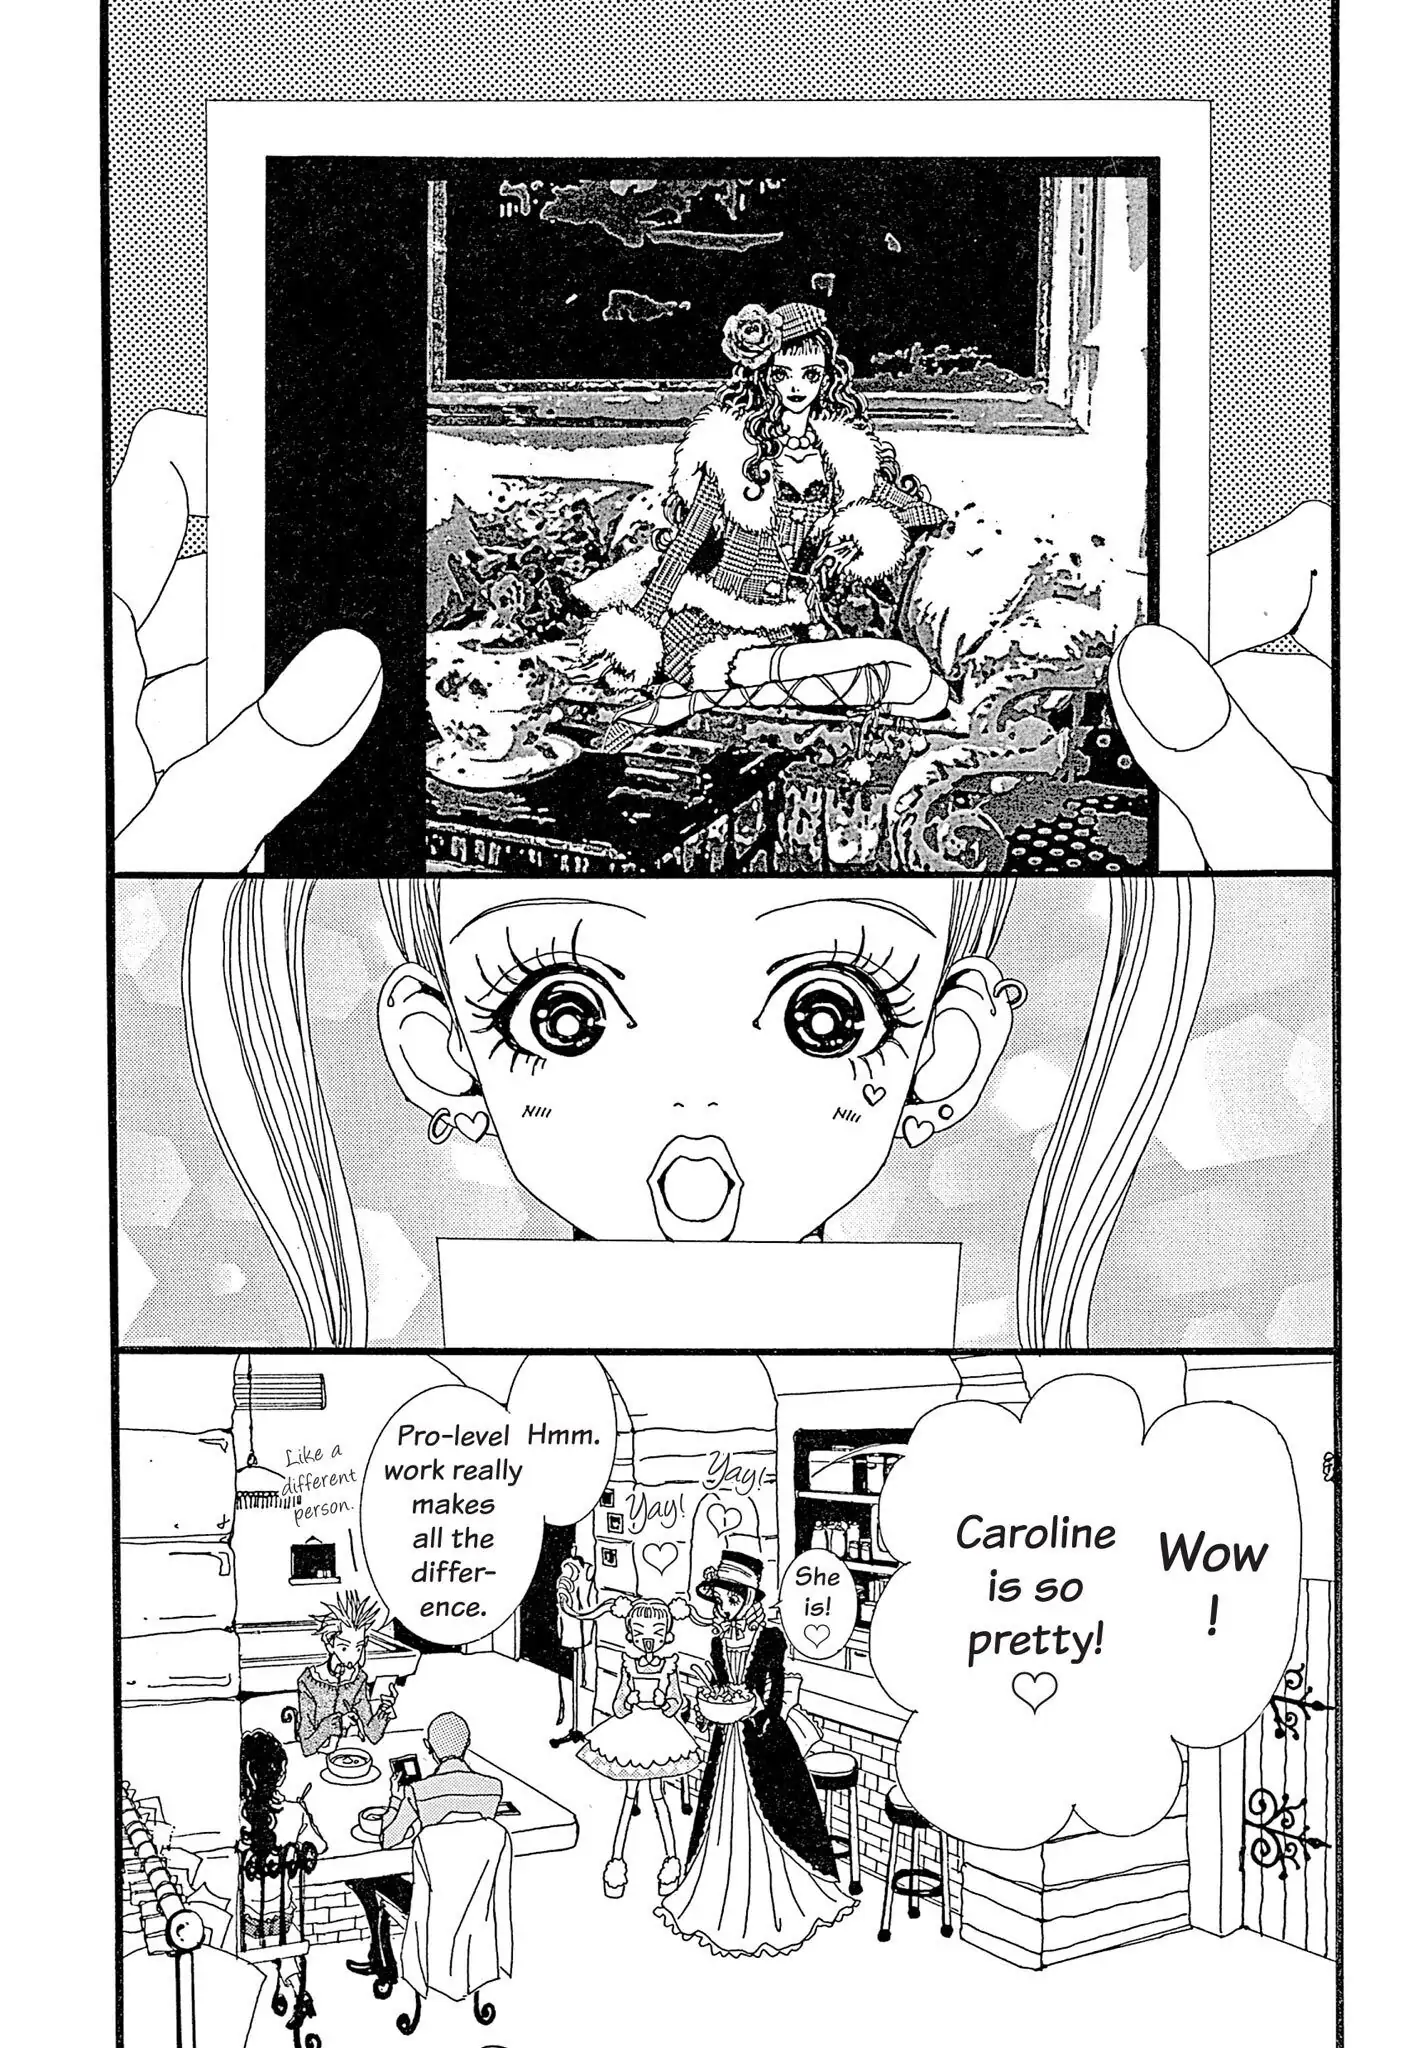 Wow
!
Caroline
is so
pretty!
♡
She
is!
♡
Yay!
♡
Yay!
♡
Hmm.
Pro-level
work really
makes
all the
differ-
ence.
Like a
different
person.